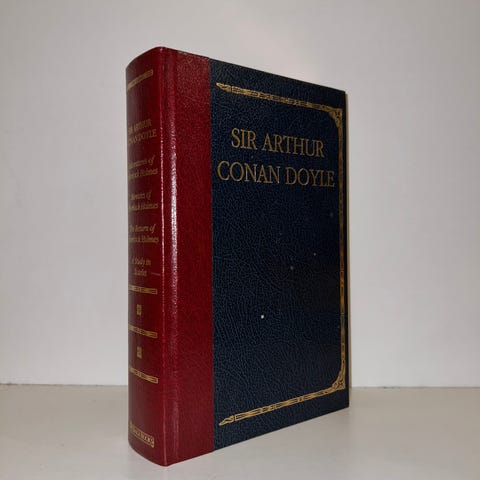 SIR ARTHUR
CONAN DOYLE
Adventures of
Sherlock Holmes
Memoirs of
Sherlock Holmes
The Return of
Sherlock Holmes
A Study in
Scarlet
SIR ARTHUR
CONAN DOYLE